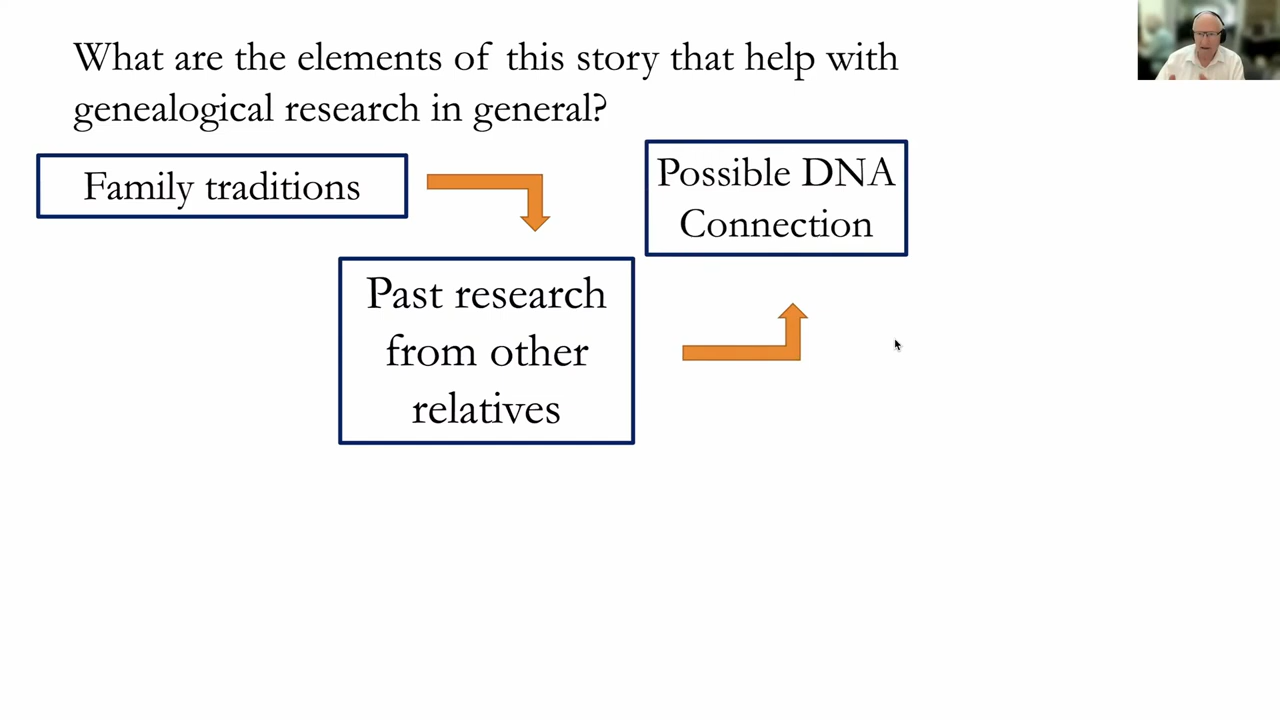 What are the elements of this story that help with
genealogical research in general?
Family traditions
Possible DNA
Connection
Past research
from other
relatives